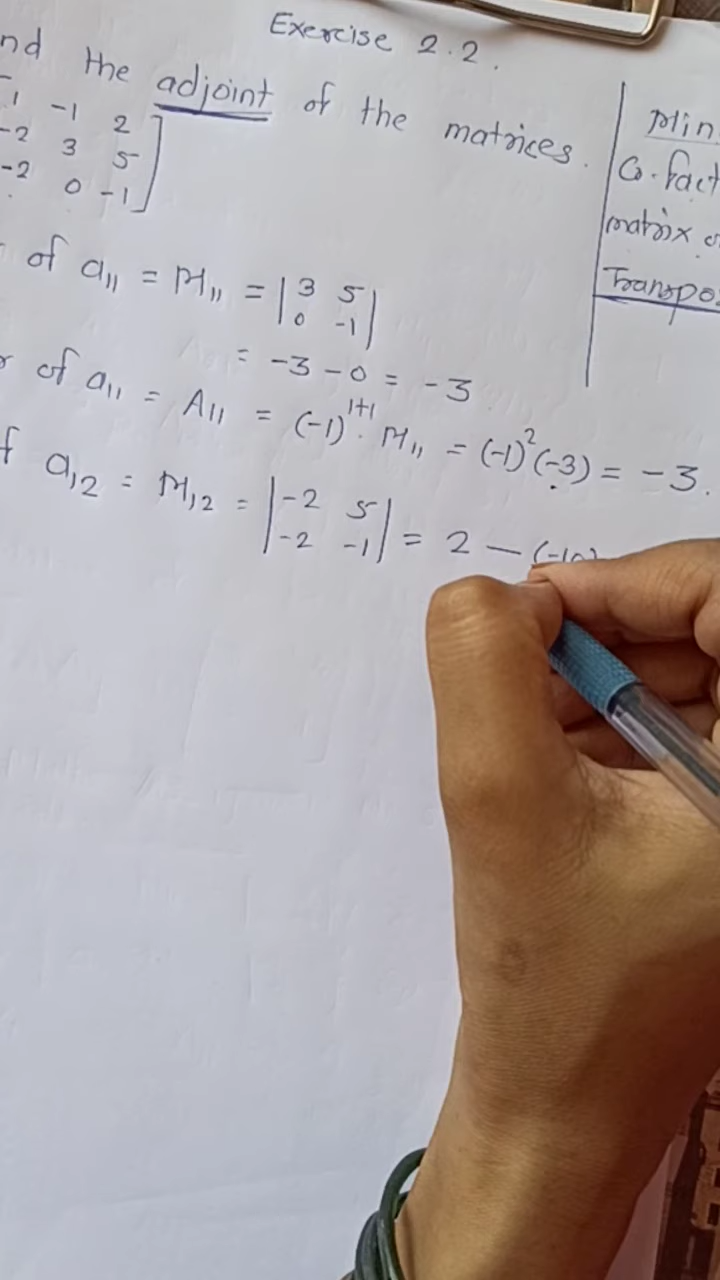 Exercise 2.2.
nd the adjoint of the matrices.
1 -1 2
-2 3 5
-2 0 -1
Min
Co-fact
matrix o
Transpos
of a₁₁ = M₁₁ = | 3 5 |
| 0 -1 |
= -3 - 0 = -3
r of a₁₁ = A₁₁ = (-1)¹⁺¹ · M₁₁ = (-1)²(-3) = -3.
f a₁₂ = M₁₂ = | -2 5 |
| -2 -1 | = 2 - (-10)